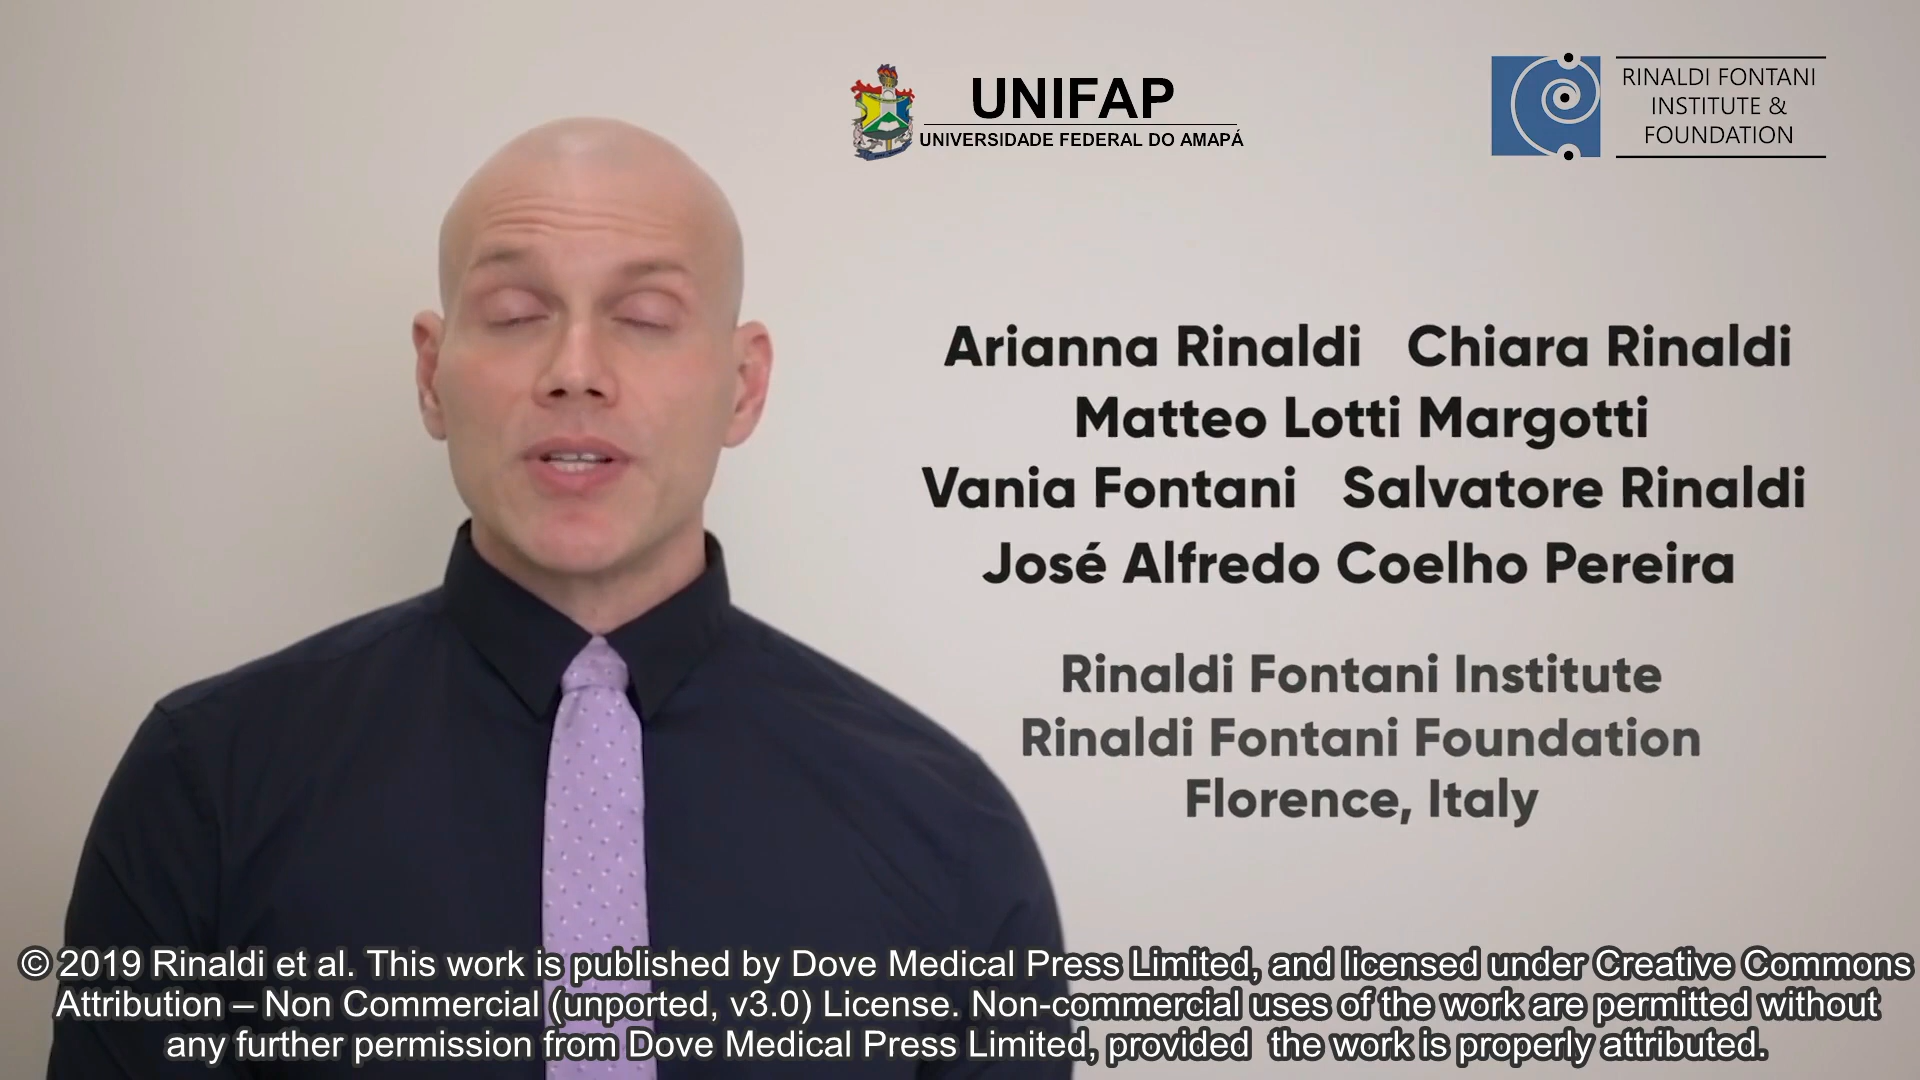 UNIFAP
UNIVERSIDADE FEDERAL DO AMAPÁ
RINALDI FONTANI
INSTITUTE &
FOUNDATION
Arianna Rinaldi Chiara Rinaldi
Matteo Lotti Margotti
Vania Fontani Salvatore Rinaldi
José Alfredo Coelho Pereira
Rinaldi Fontani Institute
Rinaldi Fontani Foundation
Florence, Italy
© 2019 Rinaldi et al. This work is published by Dove Medical Press Limited, and licensed under Creative Commons
Attribution – Non Commercial (unported, v3.0) License. Non-commercial uses of the work are permitted without
any further permission from Dove Medical Press Limited, provided the work is properly attributed.